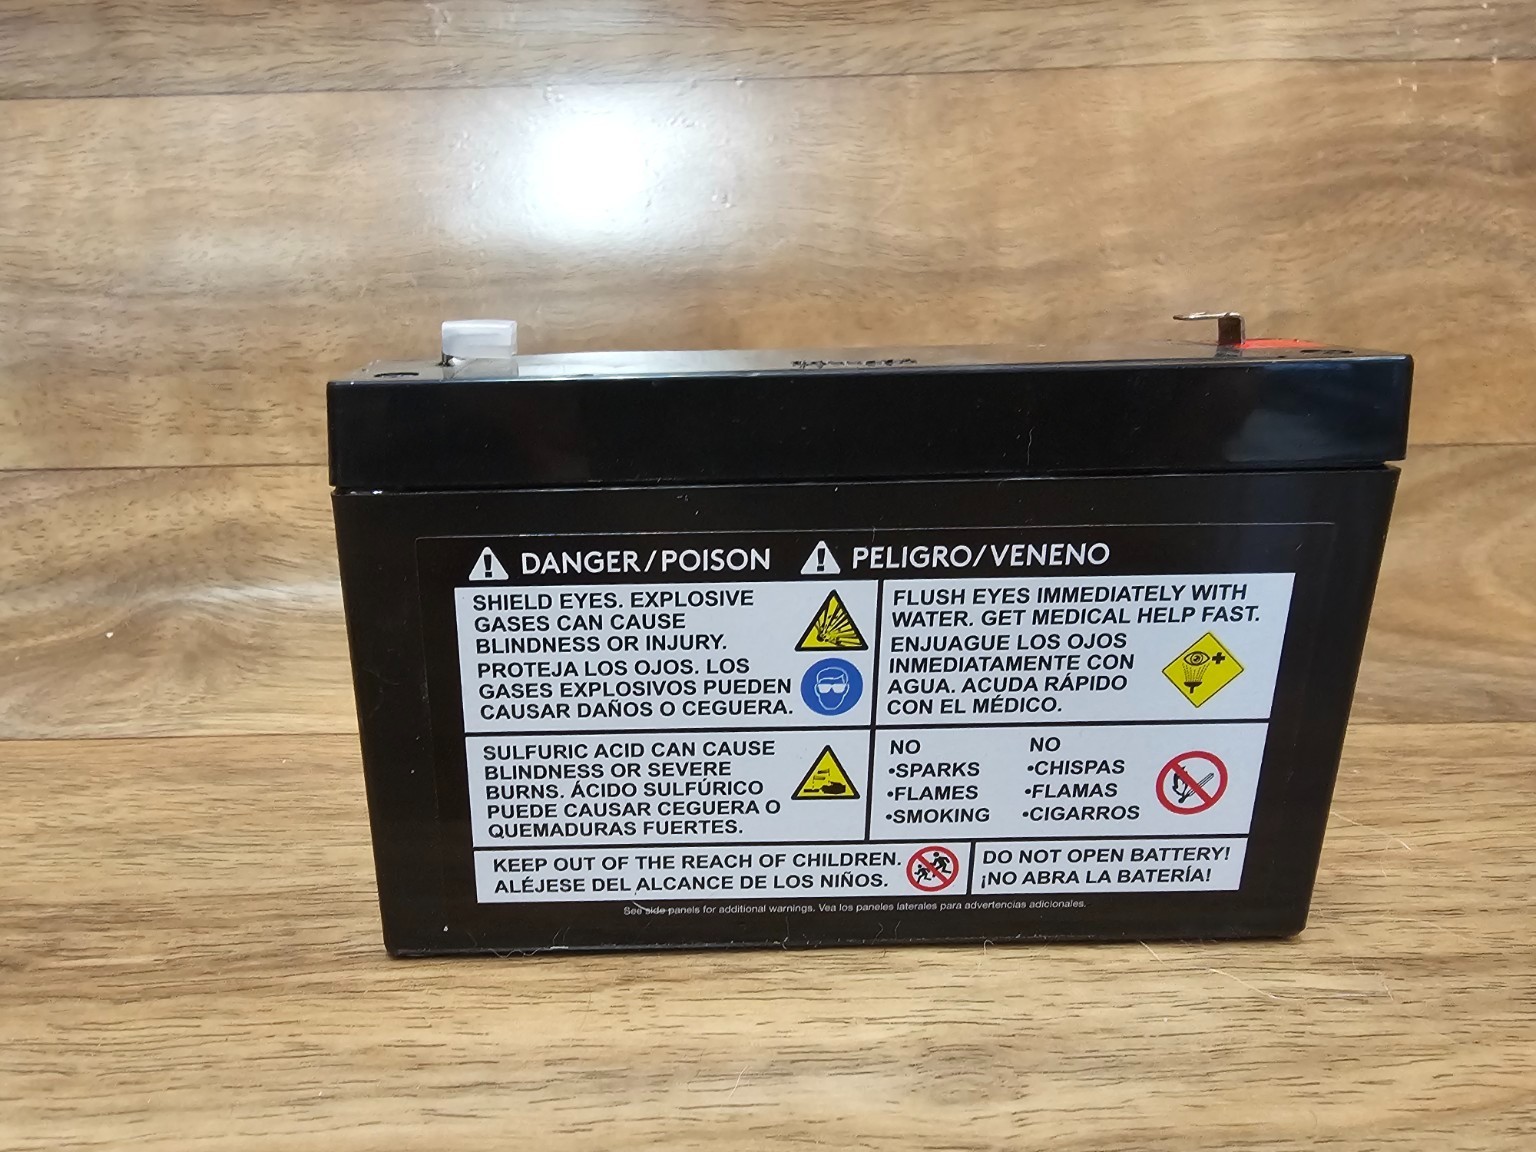 DANGER/POISON
PELIGRO/VENENO
SHIELD EYES. EXPLOSIVE
GASES CAN CAUSE
BLINDNESS OR INJURY.
PROTEJA LOS OJOS. LOS
GASES EXPLOSIVOS PUEDEN
CAUSAR DAÑOS O CEGUERA.
FLUSH EYES IMMEDIATELY WITH
WATER. GET MEDICAL HELP FAST.
ENJUAGUE LOS OJOS
INMEDIATAMENTE CON
AGUA. ACUDA RÁPIDO
CON EL MÉDICO.
SULFURIC ACID CAN CAUSE
BLINDNESS OR SEVERE
BURNS. ÁCIDO SULFÚRICO
PUEDE CAUSAR CEGUERA O
QUEMADURAS FUERTES.
NO
•SPARKS
•FLAMES
•SMOKING
NO
•CHISPAS
•FLAMAS
•CIGARROS
KEEP OUT OF THE REACH OF CHILDREN.
ALÉJESE DEL ALCANCE DE LOS NIÑOS.
DO NOT OPEN BATTERY!
¡NO ABRA LA BATERÍA!
See side panels for additional warnings. Vea los paneles laterales para advertencias adicionales.